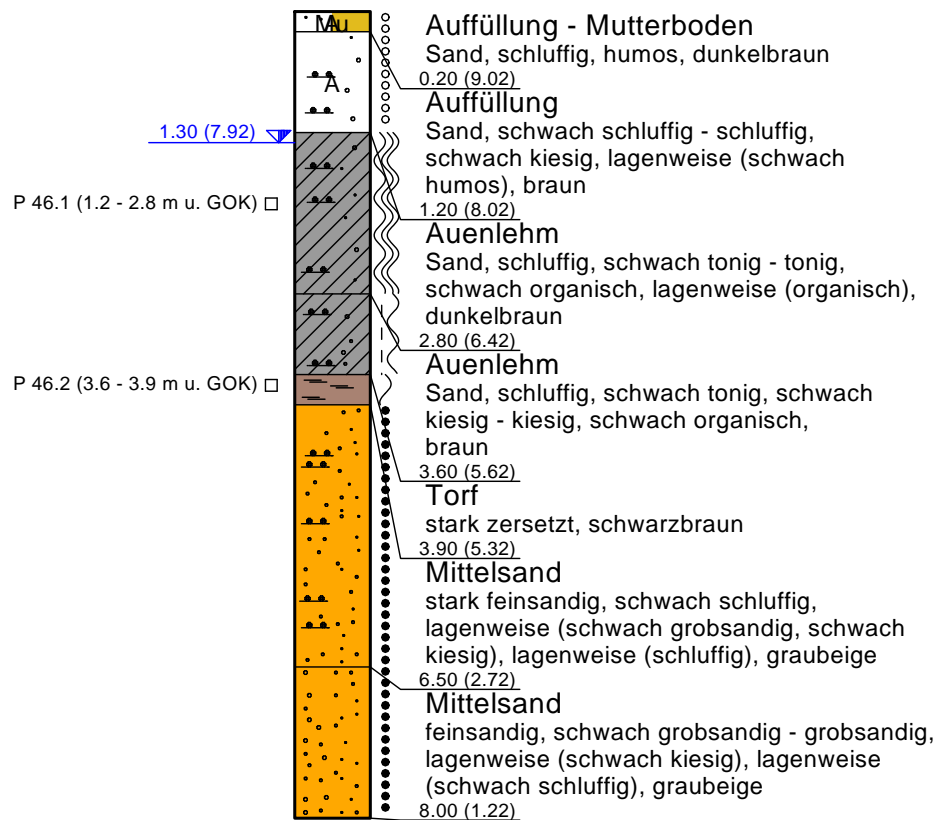 Mu
A
Auffüllung - Mutterboden
Sand, schluffig, humos, dunkelbraun
0.20 (9.02)
A
Auffüllung
Sand, schwach schluffig - schluffig,
schwach kiesig, lagenweise (schwach
humos), braun
1.20 (8.02)
1.30 (7.92)
P 46.1 (1.2 - 2.8 m u. GOK)
Auenlehm
Sand, schluffig, schwach tonig - tonig,
schwach organisch, lagenweise (organisch),
dunkelbraun
2.80 (6.42)
Auenlehm
Sand, schluffig, schwach tonig, schwach
kiesig - kiesig, schwach organisch,
braun
3.60 (5.62)
P 46.2 (3.6 - 3.9 m u. GOK)
Torf
stark zersetzt, schwarzbraun
3.90 (5.32)
Mittelsand
stark feinsandig, schwach schluffig,
lagenweise (schwach grobsandig, schwach
kiesig), lagenweise (schluffig), graubeige
6.50 (2.72)
Mittelsand
feinsandig, schwach grobsandig - grobsandig,
lagenweise (schwach kiesig), lagenweise
(schwach schluffig), graubeige
8.00 (1.22)